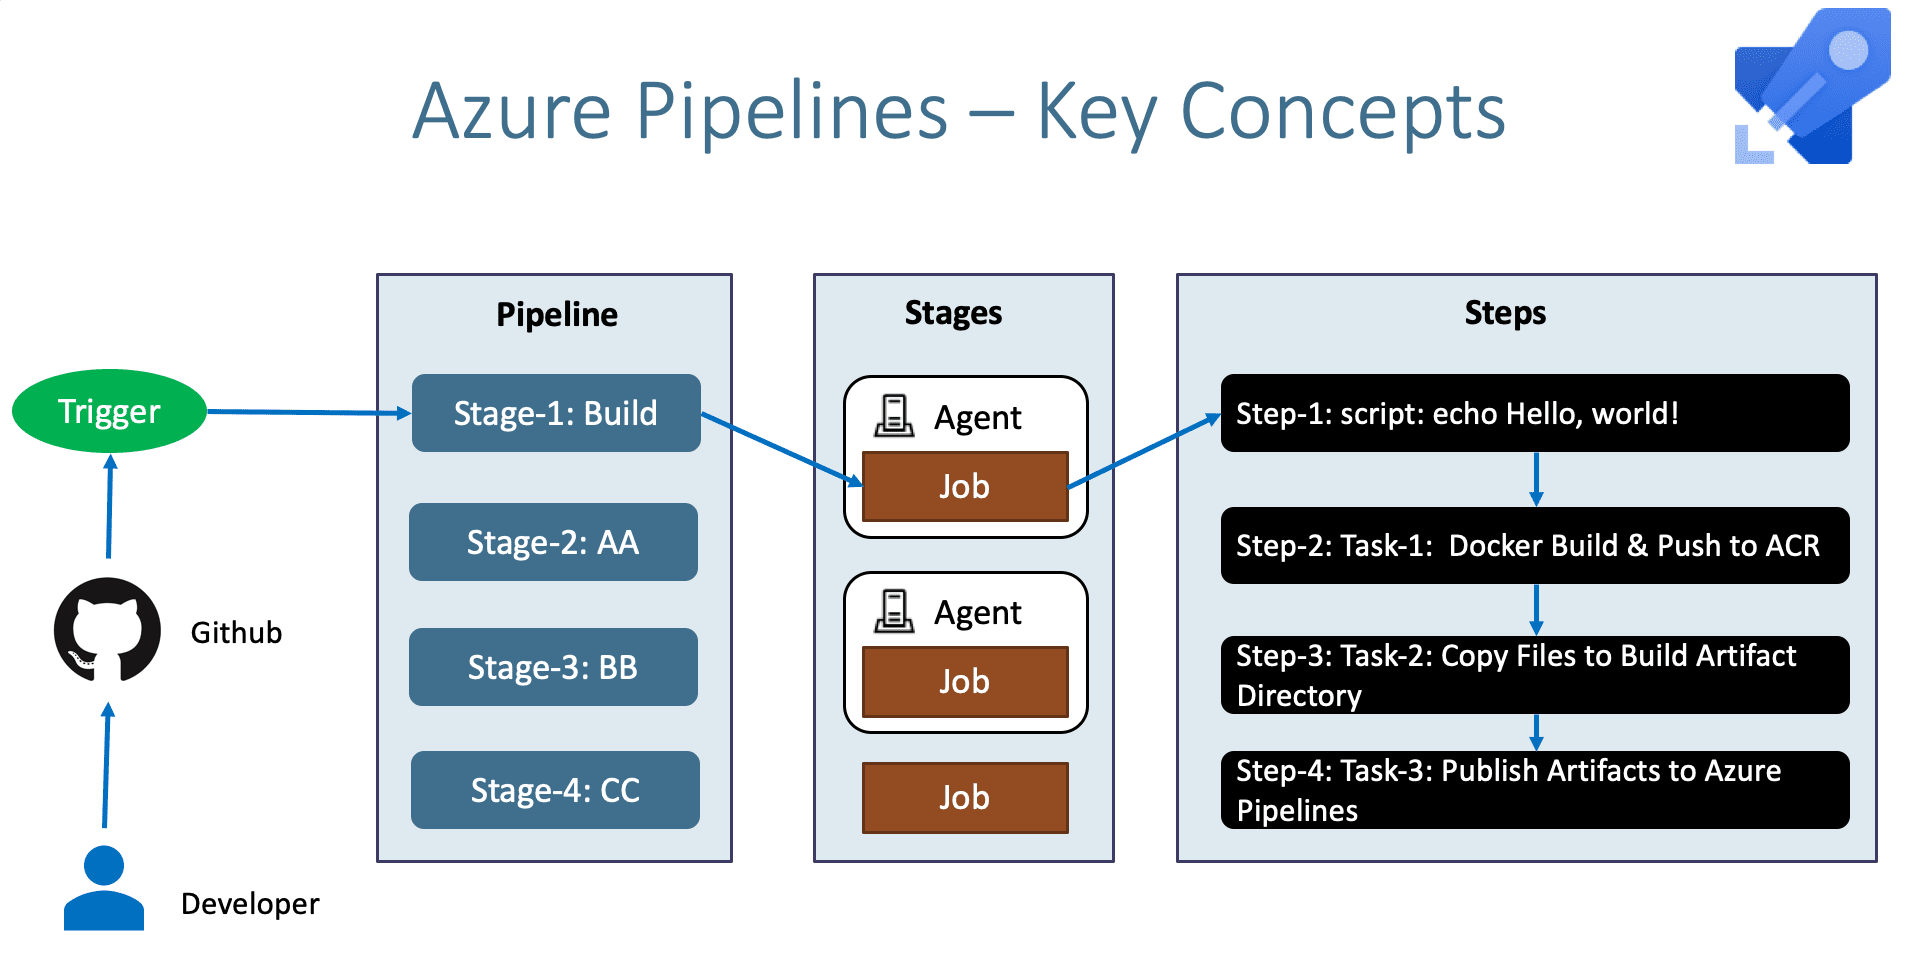 Azure Pipelines – Key Concepts
Trigger
Github
Developer
Pipeline
Stage-1: Build
Stage-2: AA
Stage-3: BB
Stage-4: CC
Stages
Agent
Job
Agent
Job
Job
Steps
Step-1: script: echo Hello, world!
Step-2: Task-1:  Docker Build & Push to ACR
Step-3: Task-2: Copy Files to Build Artifact
Directory
Step-4: Task-3: Publish Artifacts to Azure
Pipelines